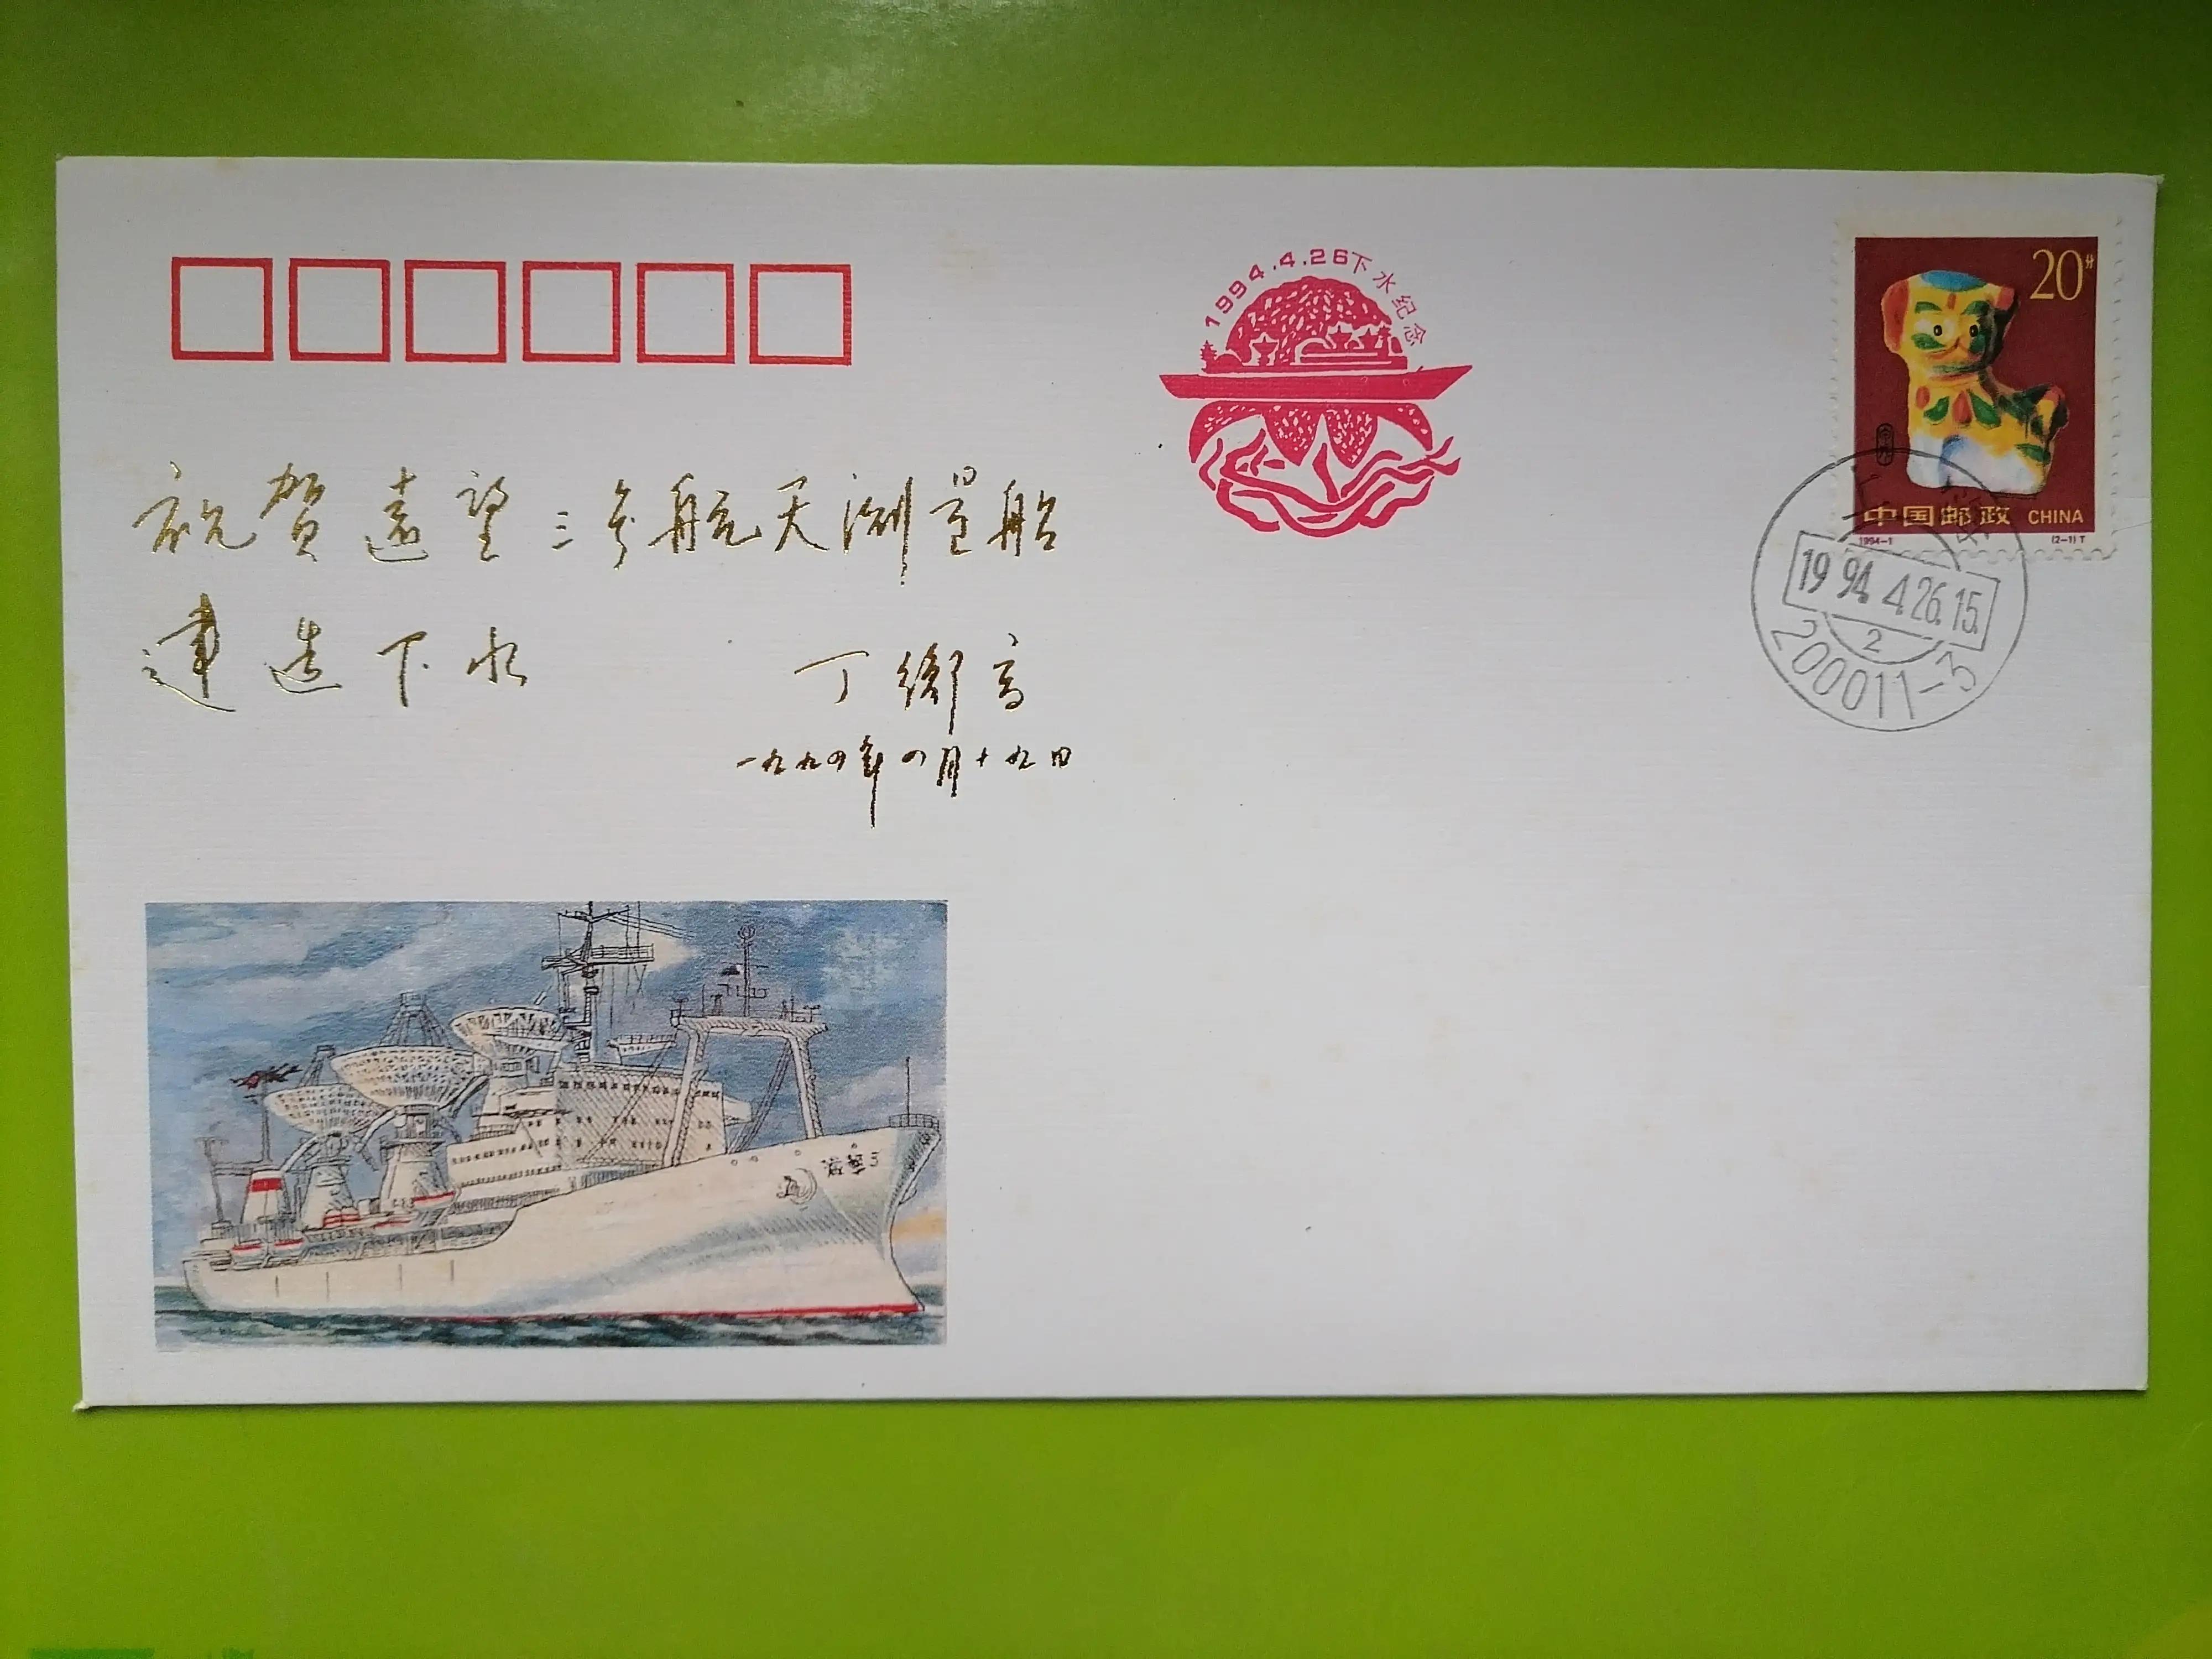 1994.4.26下水纪念
20分
中国邮政 CHINA
1994-1 (2-1)T
1994.4.26.15.
2
200011-3
祝贺遠望三号航天测量船
建造下水
丁衡高
一九九四年四月十九日
远望3